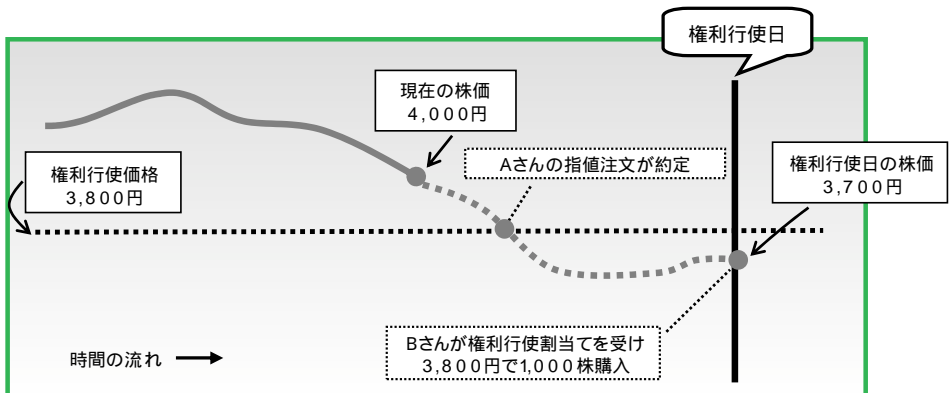 権利行使日
現在の株価
4,000円
Aさんの指値注文が約定
権利行使日の株価
3,700円
権利行使価格
3,800円
Bさんが権利行使割当てを受け
3,800円で1,000株購入
時間の流れ